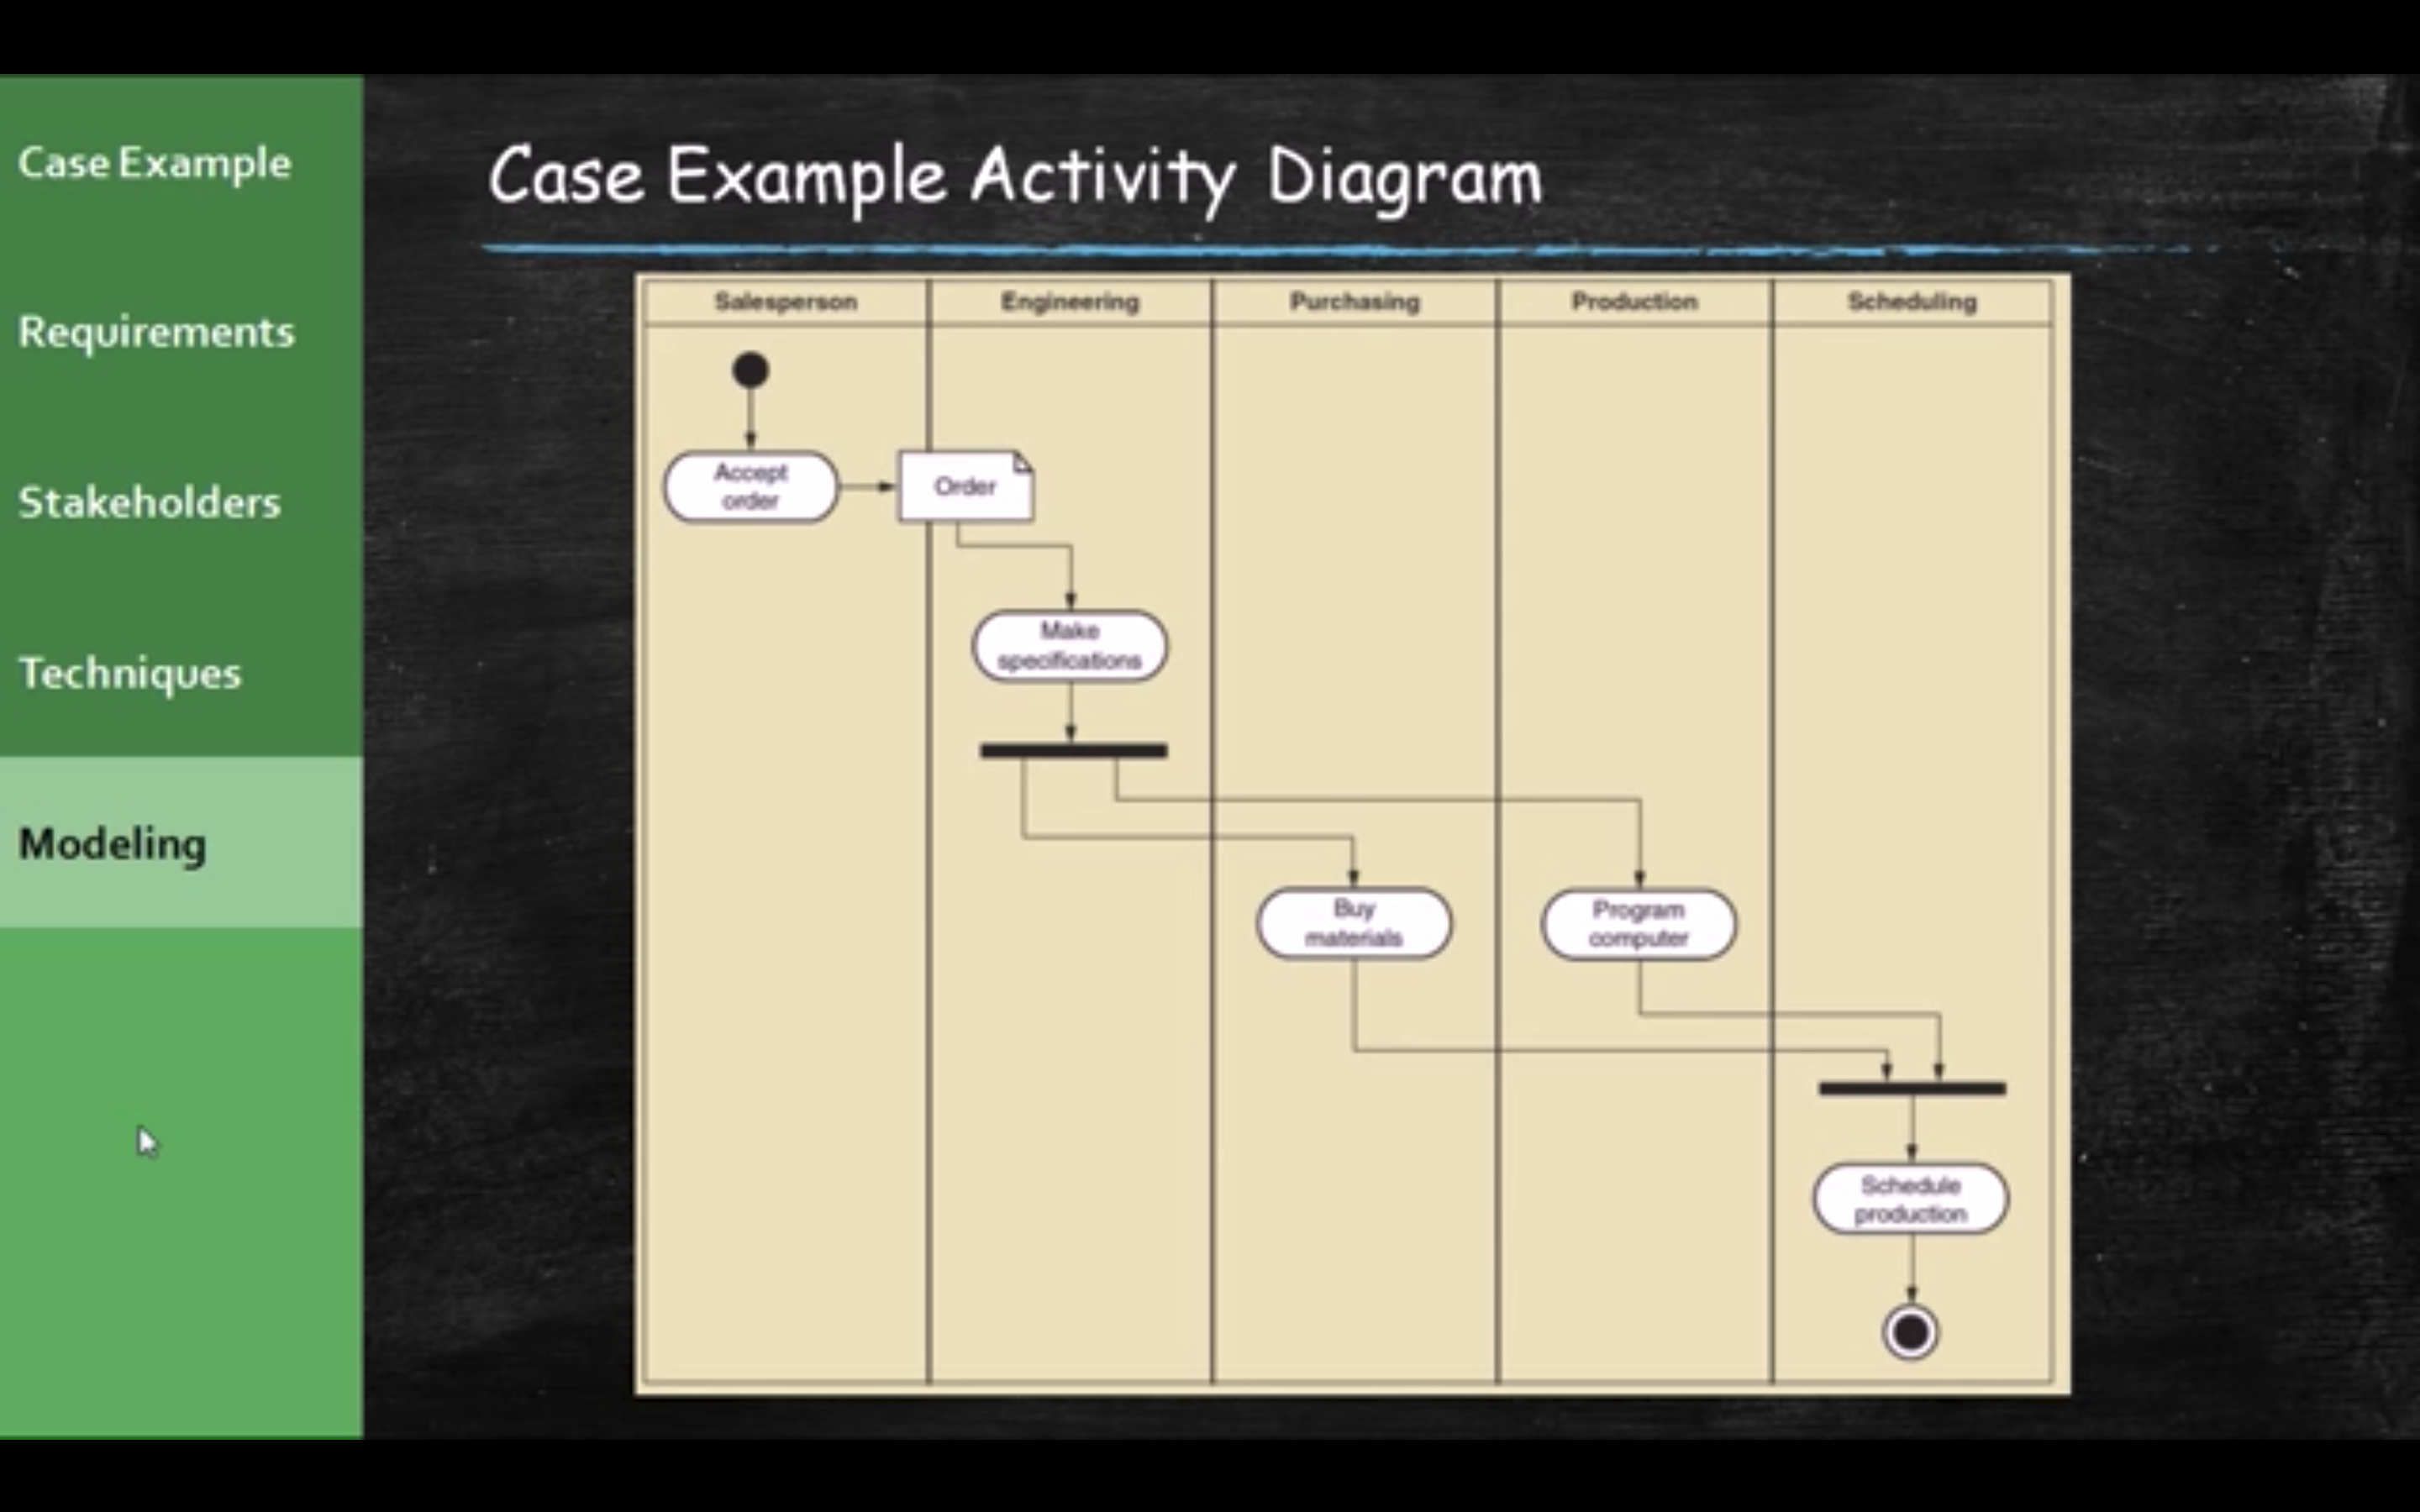 Case Example
Requirements
Stakeholders
Techniques
Modeling
Case Example Activity Diagram
Salesperson
Engineering
Purchasing
Production
Scheduling
Accept
order
Order
Make
specifications
Buy
materials
Program
computer
Schedule
production